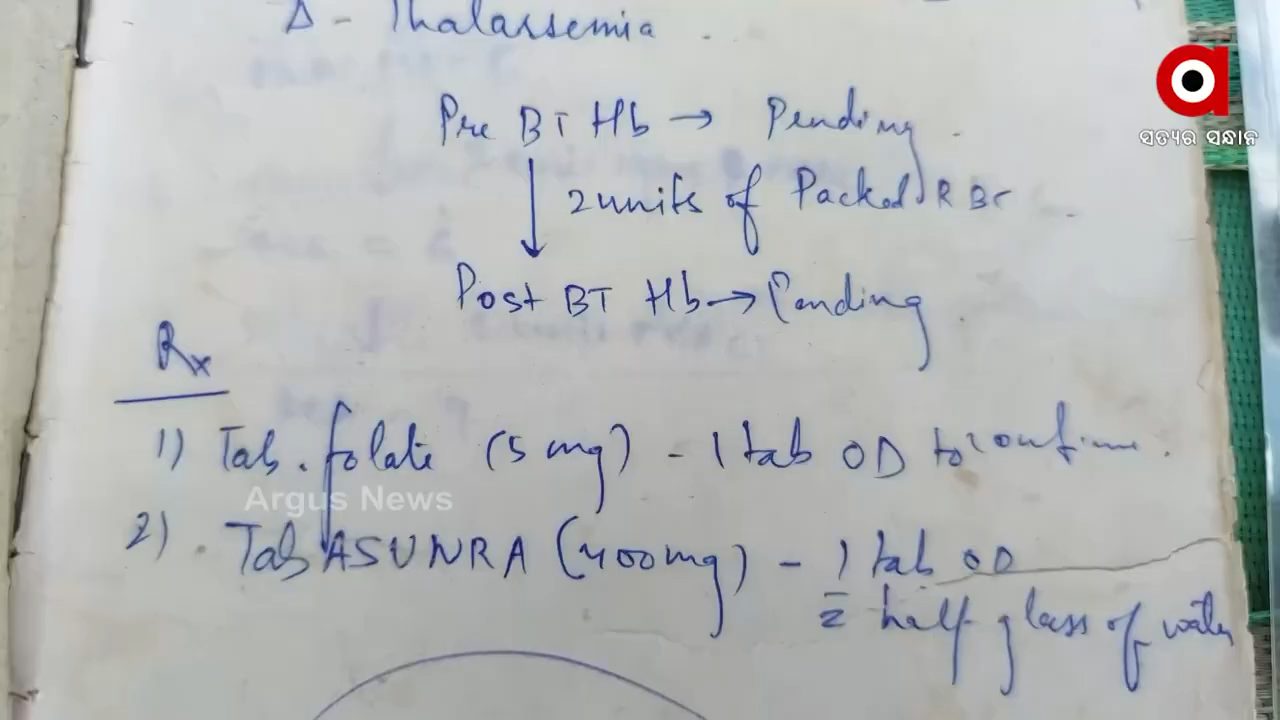 Δ - Thalassemia .
ସତ୍ୟର ସନ୍ଧାନ
Pre BT Hb → Pending .
2 units of Packed RBC
Post BT Hb → Pending .
Rx
1) Tab. folate (5 mg) - 1 tab OD to continue .
Argus News
2) . Tab ASUNRA (400mg) - 1/2 tab OD
half glass of water